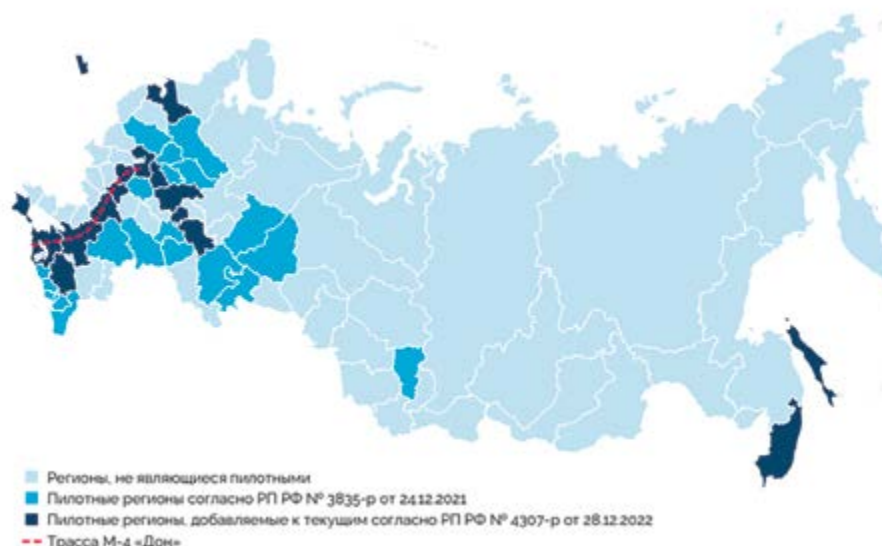 Регионы, не являющиеся пилотными
Пилотные регионы согласно РП РФ № 3835-р от 24.12.2021
Пилотные регионы, добавляемые к текущим согласно РП РФ № 4307-р от 28.12.2022
Трасса М-4 «Дон»